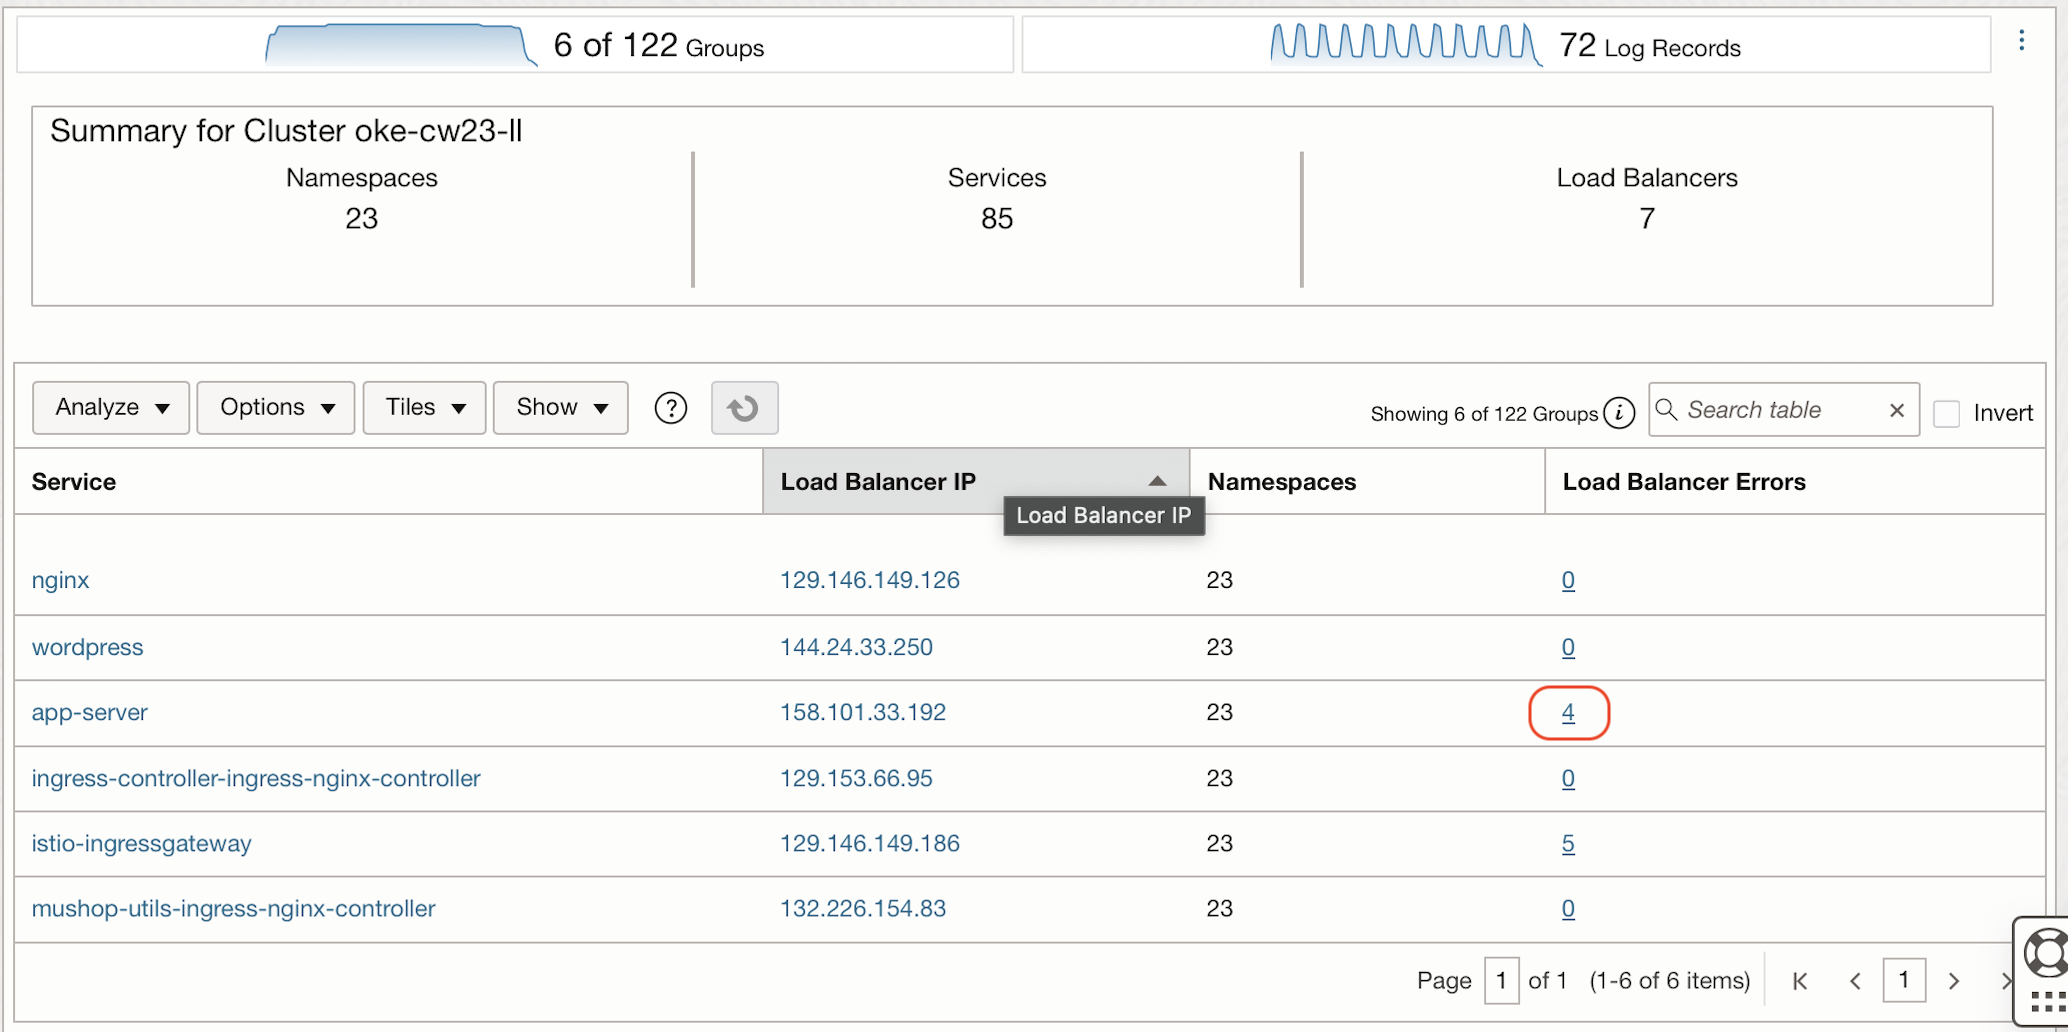 6 of 122 Groups
72 Log Records
Summary for Cluster oke-cw23-II
Namespaces
23
Services
85
Load Balancers
7
Analyze
Options
Tiles
Show
?
Showing 6 of 122 Groups i
Search table
Invert
Service Load Balancer IP Namespaces Load Balancer Errors
Load Balancer IP
nginx 129.146.149.126 23 0
wordpress 144.24.33.250 23 0
app-server 158.101.33.192 23 4
ingress-controller-ingress-nginx-controller 129.153.66.95 23 0
istio-ingressgateway 129.146.149.186 23 5
mushop-utils-ingress-nginx-controller 132.226.154.83 23 0
Page 1 of 1 (1-6 of 6 items) 1